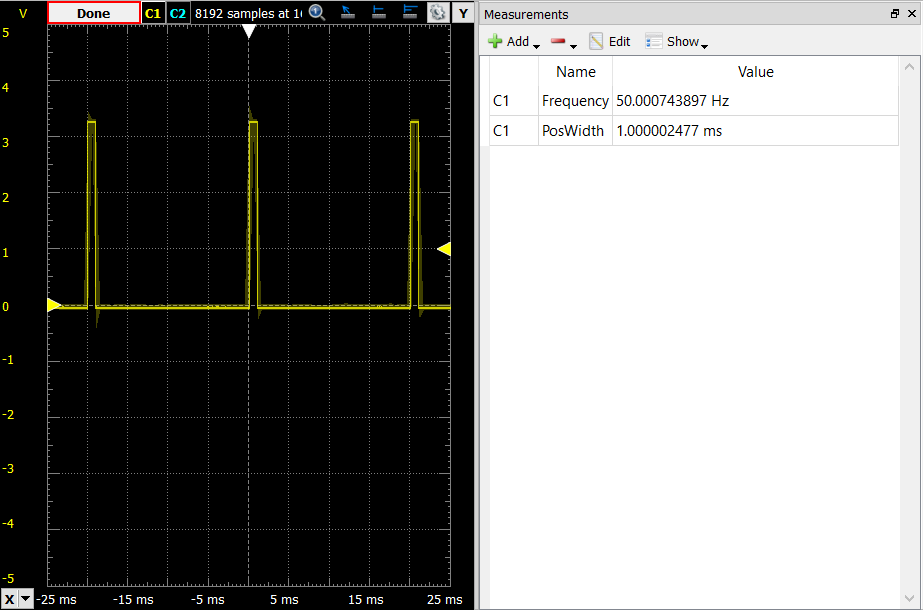 V Done C1 C2 8192 samples at 1 Y
5
4
3
2
1
0
-1
-2
-3
-4
-5
X -25 ms -15 ms -5 ms 5 ms 15 ms 25 ms
Measurements
Add Edit Show
Name Value
C1 Frequency 50.000743897 Hz
C1 PosWidth 1.000002477 ms